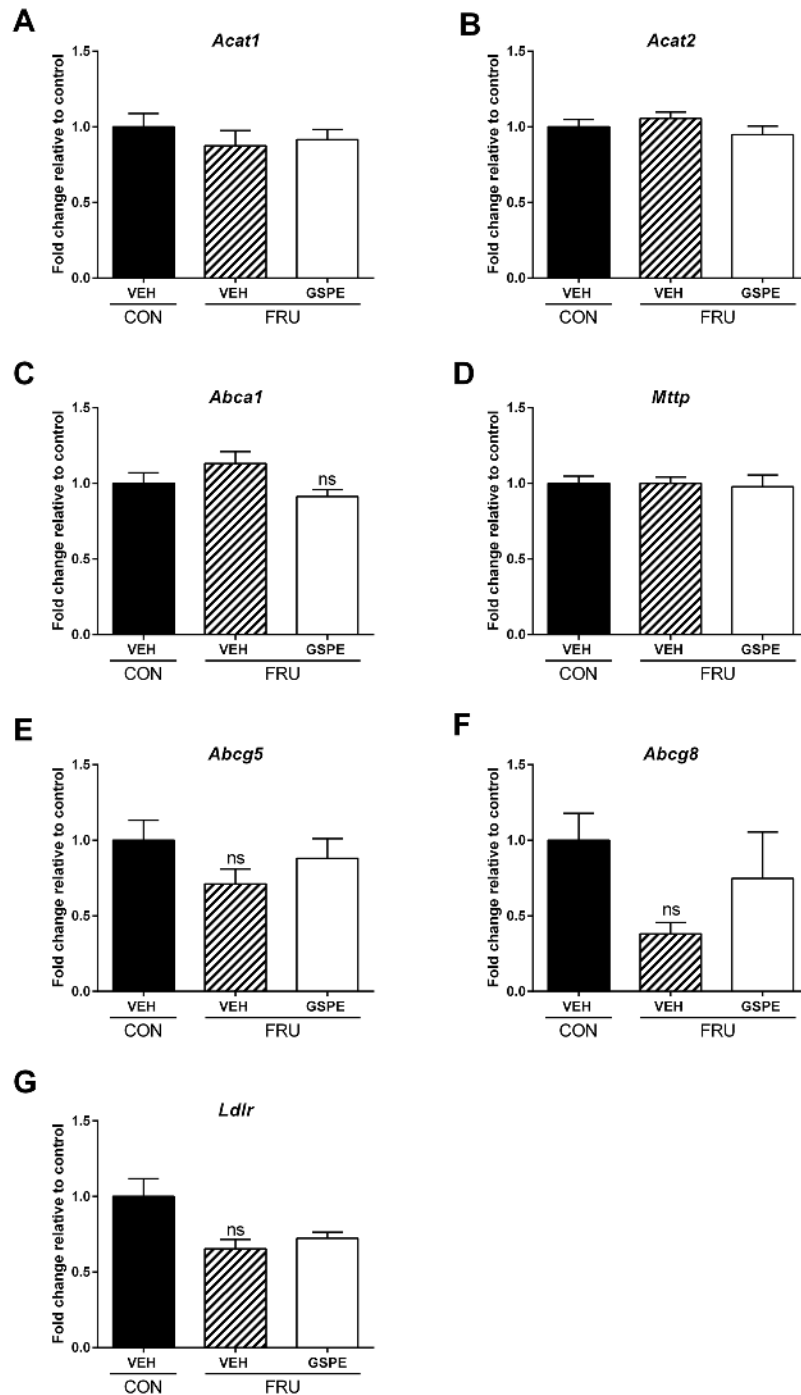 A
Acat1
Fold change relative to control
1.5
1.0
0.5
0.0
VEH VEH GSPE
CON FRU
B
Acat2
Fold change relative to control
1.5
1.0
0.5
0.0
VEH VEH GSPE
CON FRU
C
Abca1
Fold change relative to control
1.5
1.0
0.5
0.0
ns
VEH VEH GSPE
CON FRU
D
Mttp
Fold change relative to control
1.5
1.0
0.5
0.0
VEH VEH GSPE
CON FRU
E
Abcg5
Fold change relative to control
1.5
1.0
0.5
0.0
ns
VEH VEH GSPE
CON FRU
F
Abcg8
Fold change relative to control
1.5
1.0
0.5
0.0
ns
VEH VEH GSPE
CON FRU
G
Ldlr
Fold change relative to control
1.5
1.0
0.5
0.0
ns
VEH VEH GSPE
CON FRU